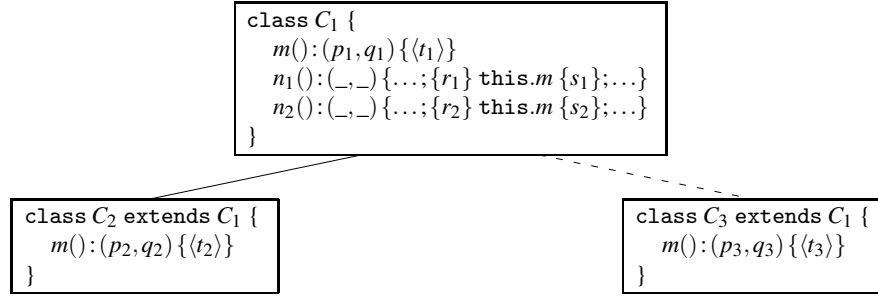 class C₁ {
m():(p₁,q₁){⟨t₁⟩}
n₁():(_,_){...;{r₁} this.m {s₁};...}
n₂():(_,_){...;{r₂} this.m {s₂};...}
}
class C₂ extends C₁ {
m():(p₂,q₂){⟨t₂⟩}
}
class C₃ extends C₁ {
m():(p₃,q₃){⟨t₃⟩}
}